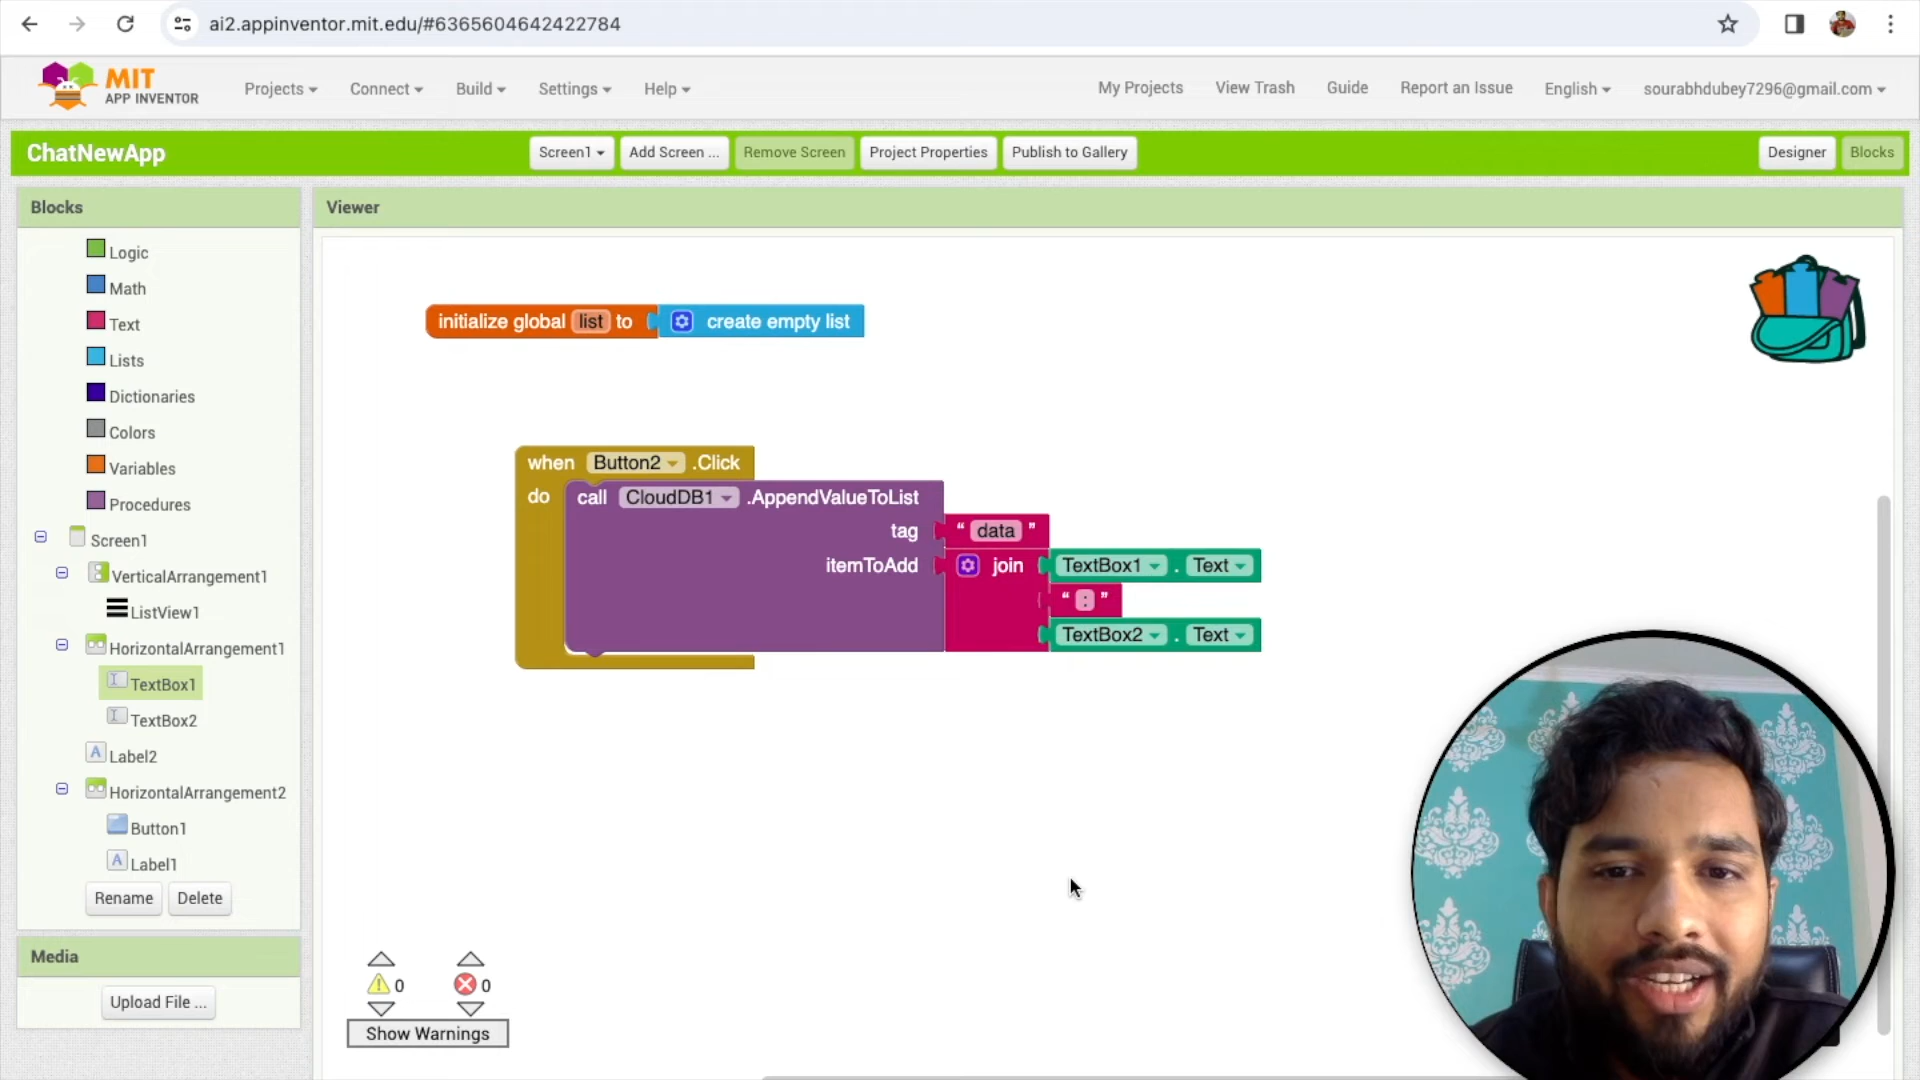 ai2.appinventor.mit.edu/#6365604642422784
MIT
APP INVENTOR
Projects
Connect
Build
Settings
Help
My Projects
View Trash
Guide
Report an Issue
English
sourabhdubey7296@gmail.com
ChatNewApp
Screen1
Add Screen ...
Remove Screen
Project Properties
Publish to Gallery
Designer
Blocks
Blocks
Logic
Math
Text
Lists
Dictionaries
Colors
Variables
Procedures
Screen1
VerticalArrangement1
ListView1
HorizontalArrangement1
TextBox1
TextBox2
Label2
HorizontalArrangement2
Button1
Label1
Rename
Delete
Media
Upload File ...
Viewer
initialize global list to create empty list
when Button2 .Click
do call CloudDB1 .AppendValueToList
tag “ data ”
itemToAdd join TextBox1 . Text
“ : ”
TextBox2 . Text
0
0
Show Warnings